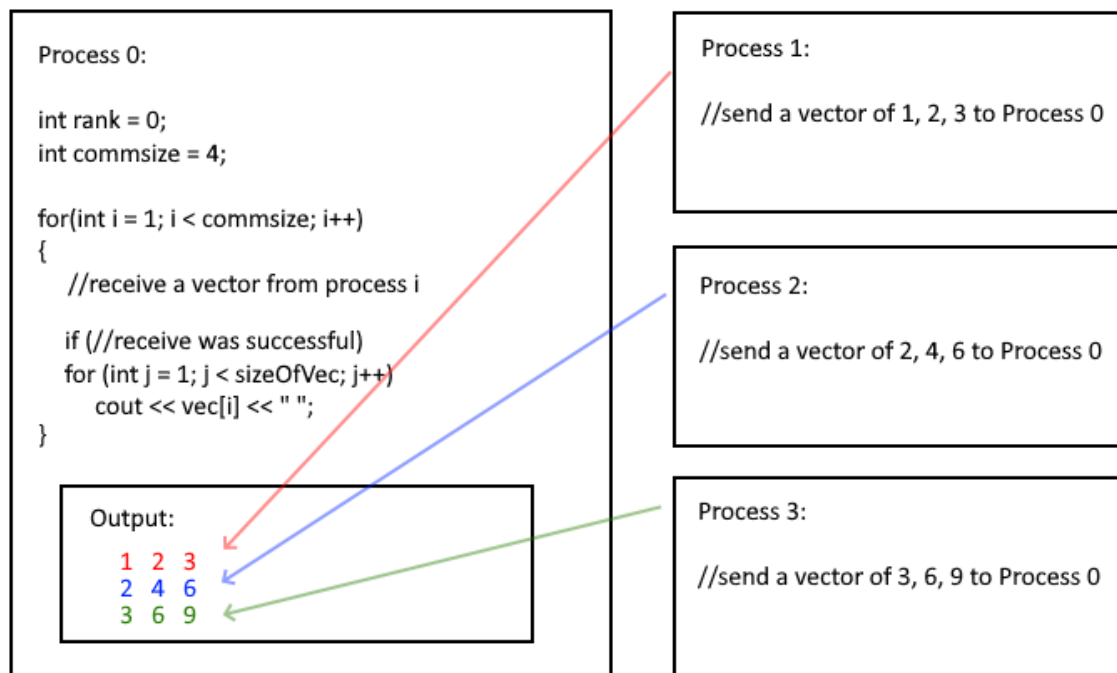 Process 0:
int rank = 0;
int commsize = 4;
for(int i = 1; i < commsize; i++)
{
//receive a vector from process i
if (//receive was successful)
for (int j = 1; j < sizeOfVec; j++)
cout << vec[i] << " ";
}
Output:
1 2 3
2 4 6
3 6 9
Process 1:
//send a vector of 1, 2, 3 to Process 0
Process 2:
//send a vector of 2, 4, 6 to Process 0
Process 3:
//send a vector of 3, 6, 9 to Process 0